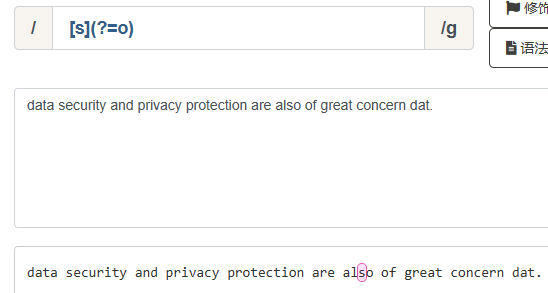 修饰
/ [s](?=o) /g
语法
data security and privacy protection are also of great concern dat.
data security and privacy protection are also of great concern dat.